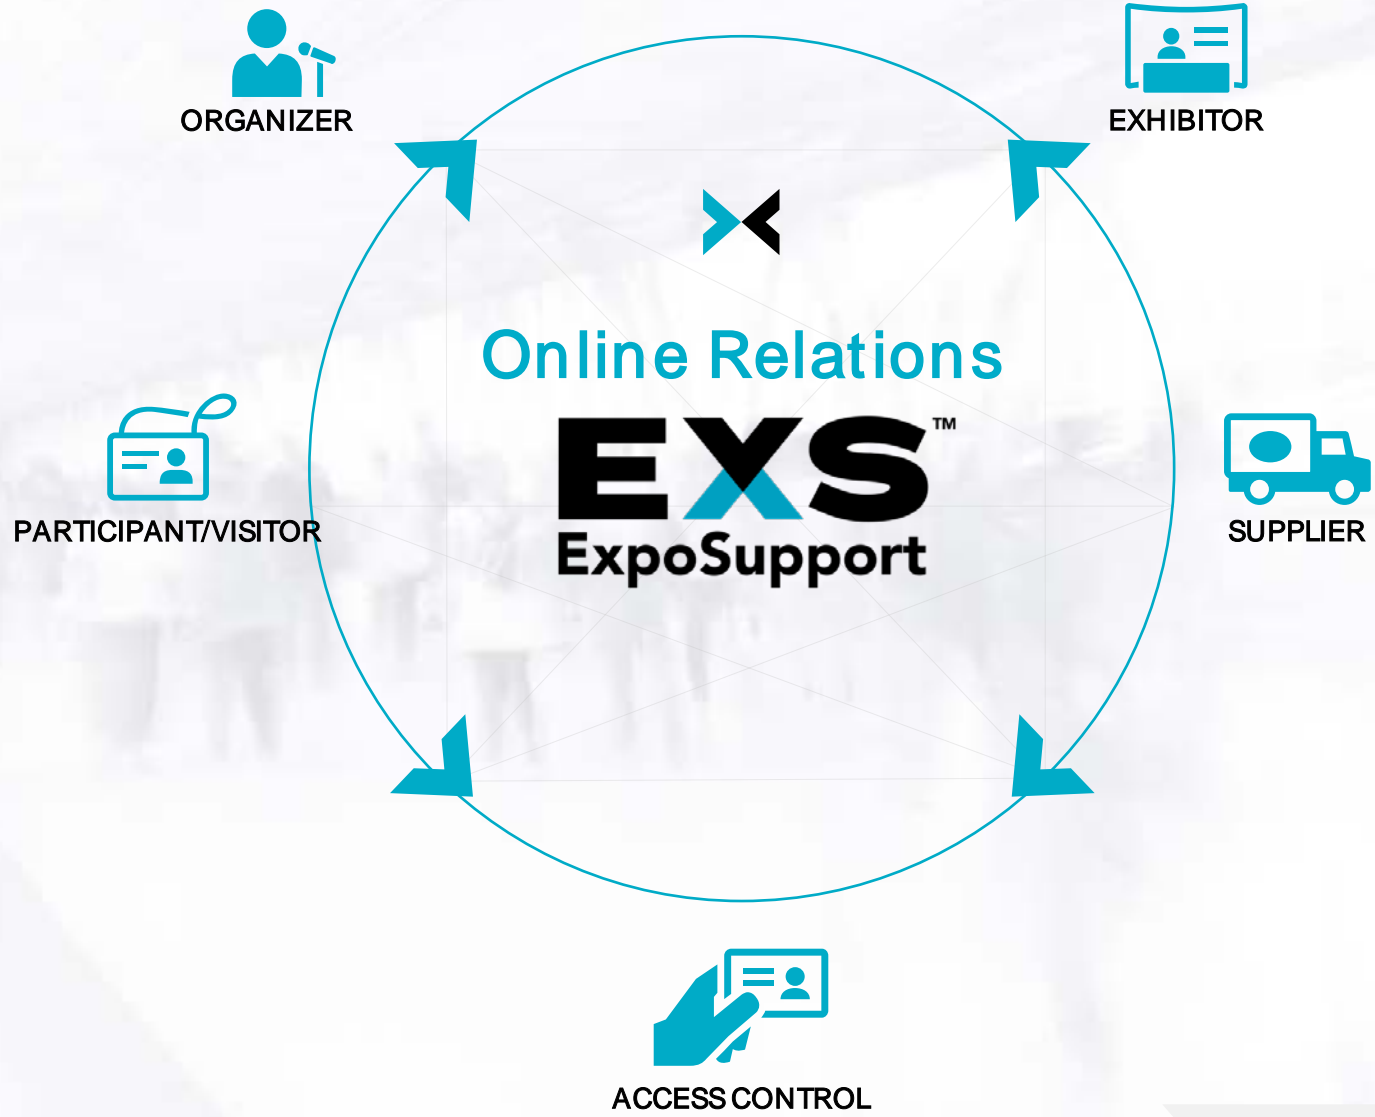 ORGANIZER
EXHIBITOR
Online Relations
EXS™
ExpoSupport
PARTICIPANT/VISITOR
SUPPLIER
ACCESS CONTROL